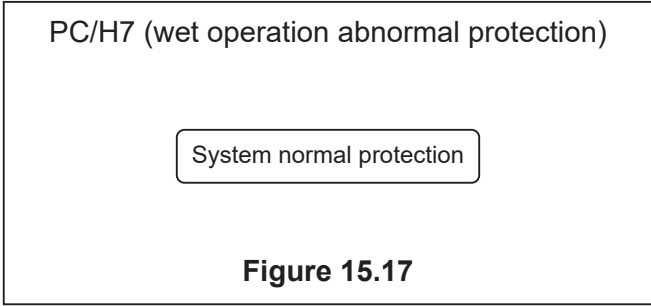 PC/H7 (wet operation abnormal protection)
System normal protection
Figure 15.17